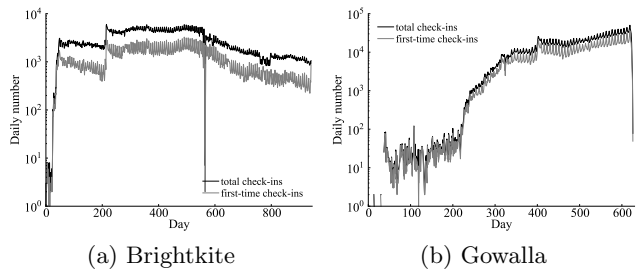 10^4
10^3
10^2
10^1
10^0
Daily number
total check-ins
first-time check-ins
0 200 400 600 800
Day
(a) Brightkite
10^5
10^4
10^3
10^2
10^1
10^0
Daily number
total check-ins
first-time check-ins
0 100 200 300 400 500 600
Day
(b) Gowalla